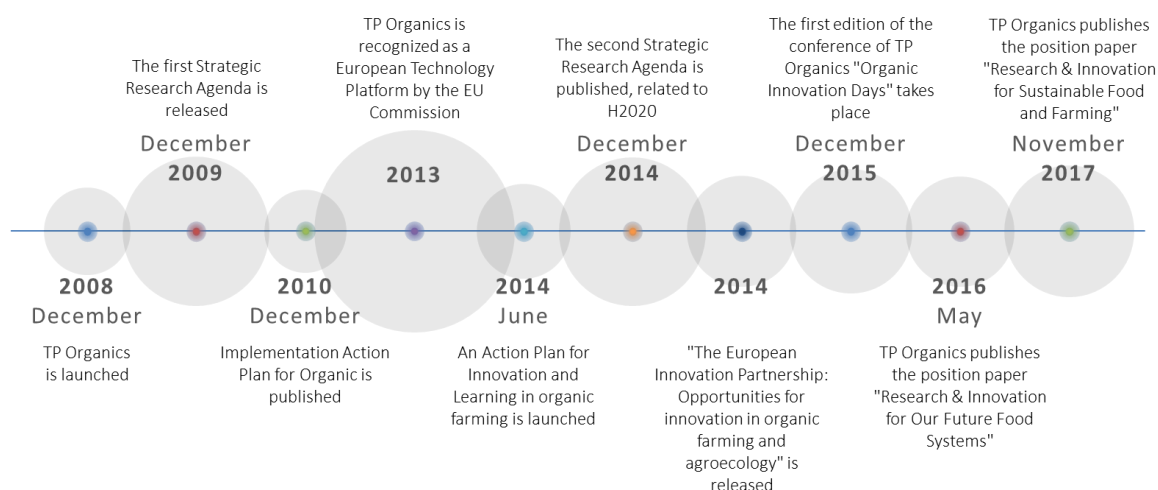 The first Strategic
Research Agenda is
released
December
2009
TP Organics is
recognized as a
European Technology
Platform by the EU
Commission
2013
The second Strategic
Research Agenda is
published, related to
H2020
December
2014
The first edition of the
conference of TP
Organics "Organic
Innovation Days" takes
place
December
2015
TP Organics publishes
the position paper
"Research & Innovation
for Sustainable Food
and Farming"
November
2017
2008
December
TP Organics
is launched
2010
December
Implementation Action
Plan for Organic is
published
2014
June
An Action Plan for
Innovation and
Learning in organic
farming is launched
2014
"The European
Innovation Partnership:
Opportunities for
innovation in organic
farming and
agroecology" is
released
2016
May
TP Organics publishes
the position paper
"Research & Innovation
for Our Future Food
Systems"